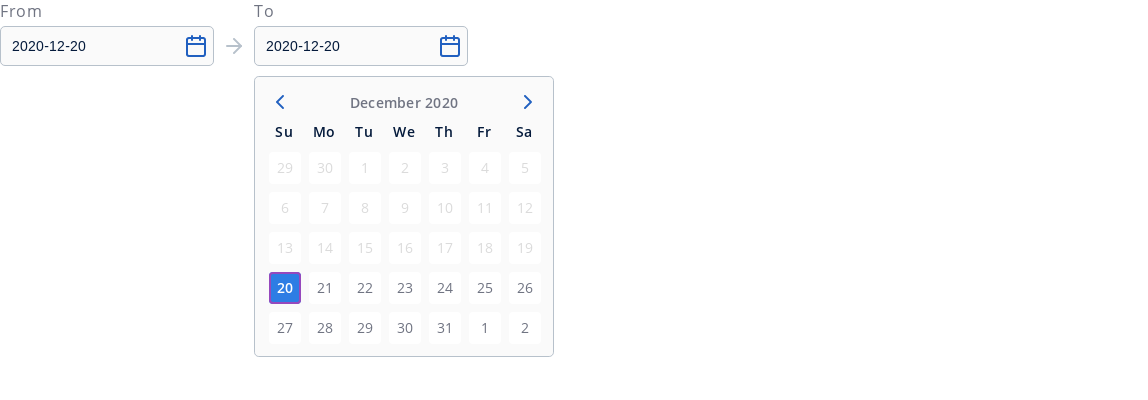 From To
2020-12-20 2020-12-20
December 2020
Su Mo Tu We Th Fr Sa
29 30 1 2 3 4 5
6 7 8 9 10 11 12
13 14 15 16 17 18 19
20 21 22 23 24 25 26
27 28 29 30 31 1 2